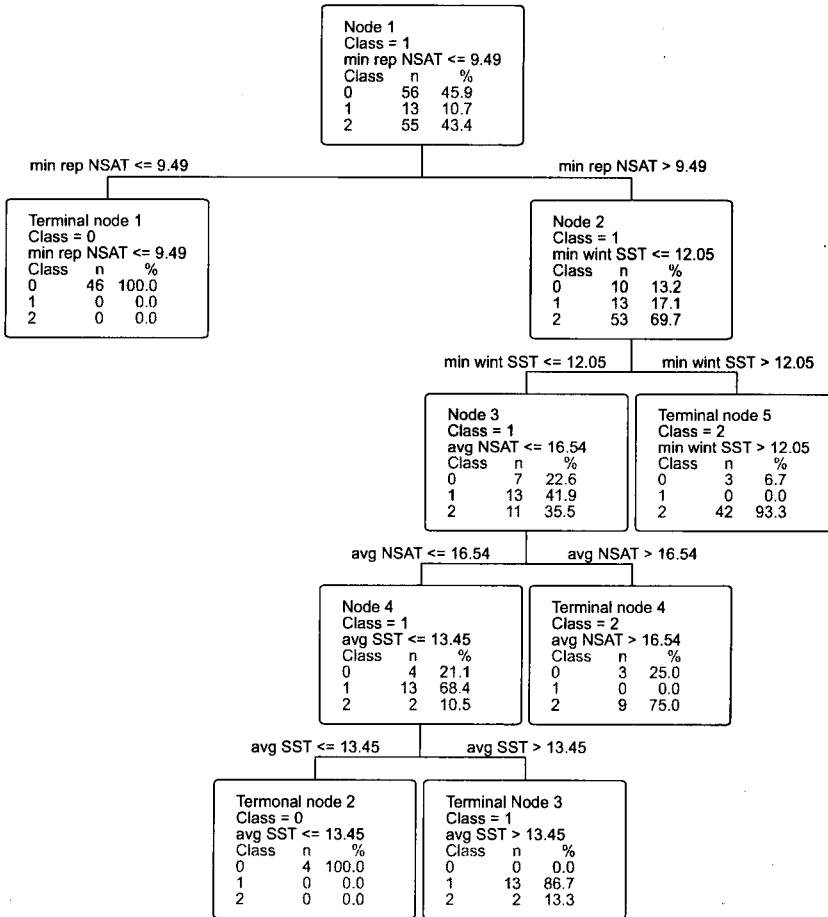 Node 1
Class = 1
min rep NSAT <= 9.49
Class n %
0 56 45.9
1 13 10.7
2 55 43.4
min rep NSAT <= 9.49
min rep NSAT > 9.49
Terminal node 1
Class = 0
min rep NSAT <= 9.49
Class n %
0 46 100.0
1 0 0.0
2 0 0.0
Node 2
Class = 1
min wint SST <= 12.05
Class n %
0 10 13.2
1 13 17.1
2 53 69.7
min wint SST <= 12.05
min wint SST > 12.05
Node 3
Class = 1
avg NSAT <= 16.54
Class n %
0 7 22.6
1 13 41.9
2 11 35.5
Terminal node 5
Class = 2
min wint SST > 12.05
Class n %
0 3 6.7
1 0 0.0
2 42 93.3
avg NSAT <= 16.54
avg NSAT > 16.54
Node 4
Class = 1
avg SST <= 13.45
Class n %
0 4 21.1
1 13 68.4
2 2 10.5
Terminal node 4
Class = 2
avg NSAT > 16.54
Class n %
0 3 25.0
1 0 0.0
2 9 75.0
avg SST <= 13.45
avg SST > 13.45
Termonal node 2
Class = 0
avg SST <= 13.45
Class n %
0 4 100.0
1 0 0.0
2 0 0.0
Terminal Node 3
Class = 1
avg SST > 13.45
Class n %
0 0 0.0
1 13 86.7
2 2 13.3